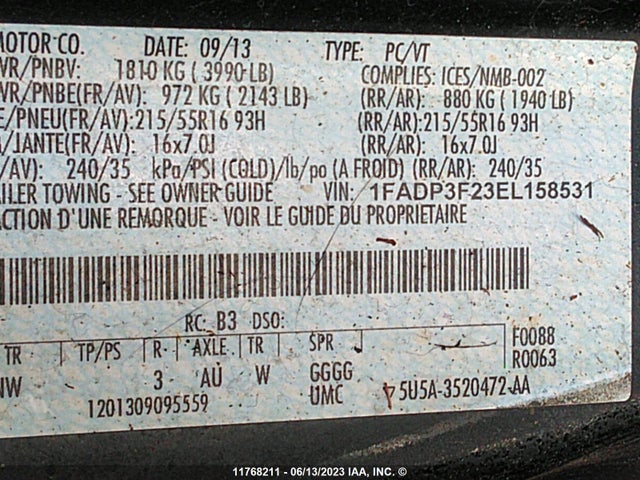 MOTOR CO. DATE: 09/13 TYPE: PC/VT
VR/PNBV: 1810 KG ( 3990 LB) COMPLIES: ICES/NMB-002
VR/PNBE(FR/AV): 972 KG ( 2143 LB) (RR/AR): 880 KG ( 1940 LB)
E/PNEU(FR/AV):215/55R16 93H (RR/AR):215/55R16 93H
A/JANTE(FR/AV): 16x7.0J (RR/AR): 16x7.0J
/AV): 240/35 kPa/PSI (COLD)/lb/po (A FROID) (RR/AR): 240/35
AILER TOWING - SEE OWNER GUIDE VIN: 1FADP3F23EL158531
ACTION D'UNE REMORQUE - VOIR LE GUIDE DU PROPRIETAIRE
RC: B3 DSO:
TR TP/PS R AXLE TR SPR F0088
R0063
W 3 AU W GGGG
UMC 5U5A-3520472-AA
1201309095559
11768211 - 06/13/2023 IAA, INC. ©